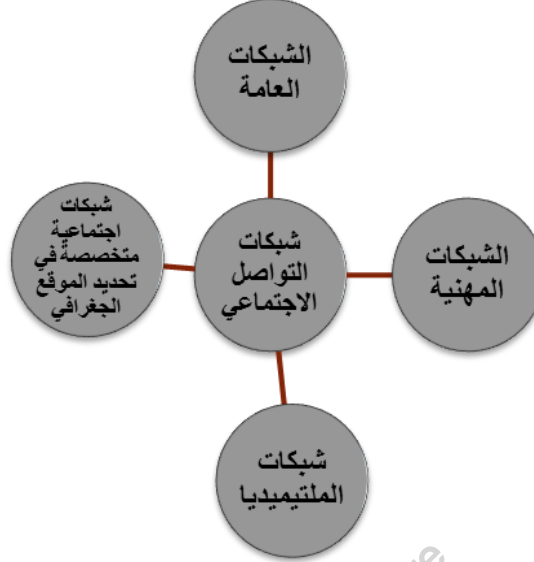 الشبكات
العامة
شبكات
اجتماعية
متخصصة في
تحديد الموقع
الجغرافي
شبكات
التواصل
الاجتماعي
الشبكات
المهنية
شبكات
الملتيميديا